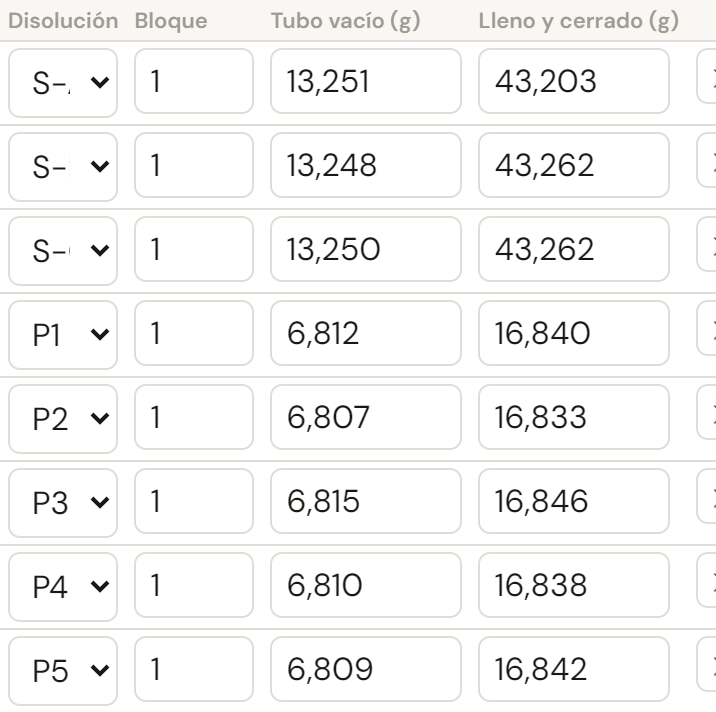 Disolución Bloque Tubo vacío (g) Lleno y cerrado (g)
S- 1 13,251 43,203
S- 1 13,248 43,262
S- 1 13,250 43,262
P1 1 6,812 16,840
P2 1 6,807 16,833
P3 1 6,815 16,846
P4 1 6,810 16,838
P5 1 6,809 16,842